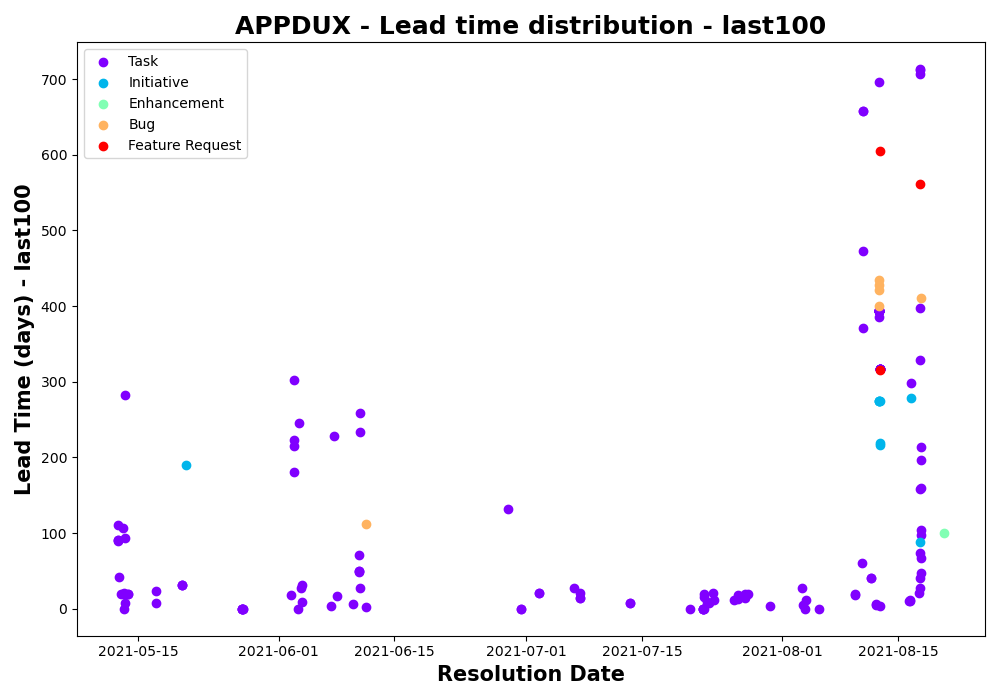 APPDUX - Lead time distribution - last100
Task
Initiative
Enhancement
Bug
Feature Request
Lead Time (days) - last100
700
600
500
400
300
200
100
0
2021-05-15 2021-06-01 2021-06-15 2021-07-01 2021-07-15 2021-08-01 2021-08-15
Resolution Date